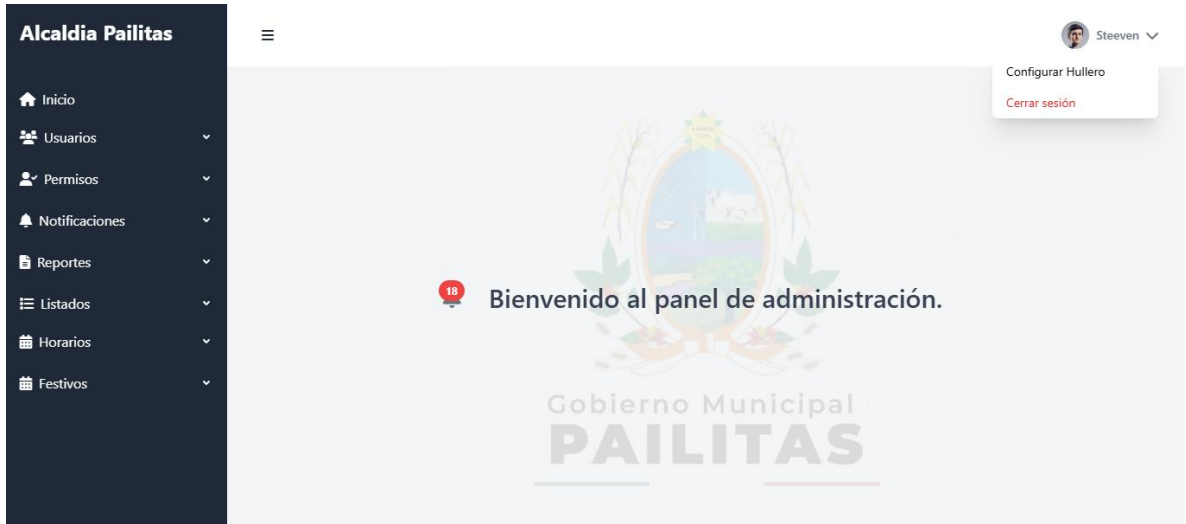 Alcaldia Pailitas
Steeven
Configurar Hullero
Cerrar sesión
Inicio
Usuarios
Permisos
Notificaciones
Reportes
Listados
Horarios
Festivos
18
Bienvenido al panel de administración.
Gobierno Municipal
PAILITAS